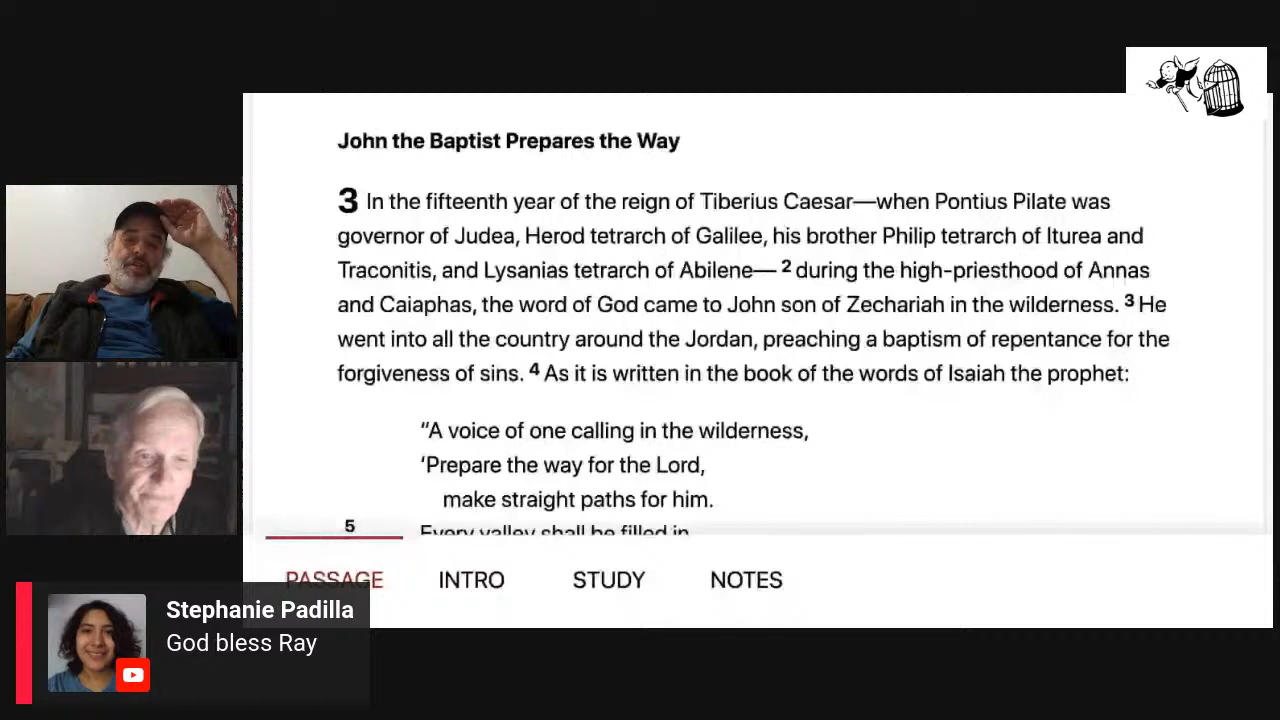 John the Baptist Prepares the Way
3 In the fifteenth year of the reign of Tiberius Caesar—when Pontius Pilate was
governor of Judea, Herod tetrarch of Galilee, his brother Philip tetrarch of Iturea and
Traconitis, and Lysanias tetrarch of Abilene— 2 during the high-priesthood of Annas
and Caiaphas, the word of God came to John son of Zechariah in the wilderness. 3 He
went into all the country around the Jordan, preaching a baptism of repentance for the
forgiveness of sins. 4 As it is written in the book of the words of Isaiah the prophet:
“A voice of one calling in the wilderness,
‘Prepare the way for the Lord,
make straight paths for him.
5 Every valley shall be filled in
PASSAGE INTRO STUDY NOTES
Stephanie Padilla
God bless Ray